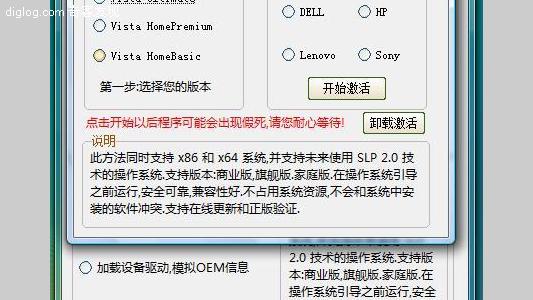 diglog.com
Vista Ultimate
DELL
HP
Vista HomePremium
Vista HomeBasic
Lenovo
Sony
第一步:选择您的版本
开始激活
点击开始以后程序可能会出现假死,请您耐心等待!
卸载激活
说明
此方法同时支持 x86 和 x64 系统,并支持未来使用 SLP 2.0 技
术的操作系统.支持版本:商业版,旗舰版.家庭版.在操作系统引导
之前运行,安全可靠,兼容性好.不占用系统资源,不会和系统中安
装的软件冲突.支持在线更新和正版验证.
2.0 技术的操作系统.支持版
加载设备驱动,模拟OEM信息
本:商业版,旗舰版.家庭版.在
操作系统引导之前运行,安全